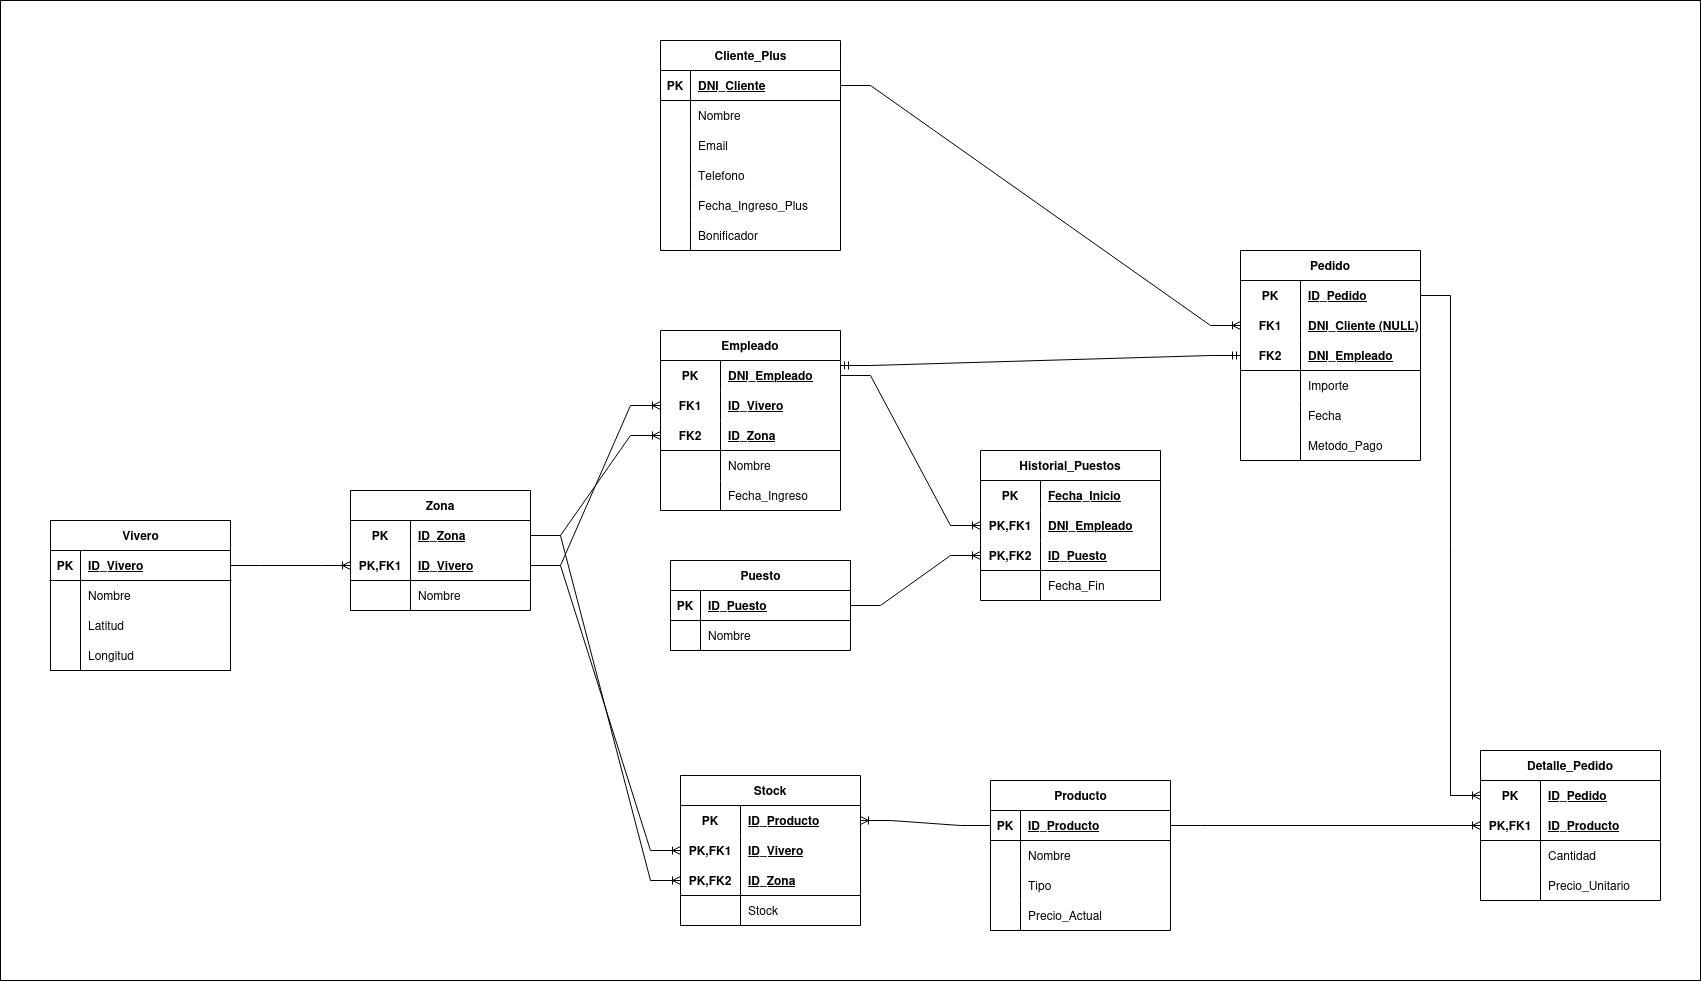 Cliente_Plus
PK DNI_Cliente
Nombre
Email
Telefono
Fecha_Ingreso_Plus
Bonificador
Pedido
PK ID_Pedido
FK1 DNI_Cliente (NULL)
FK2 DNI_Empleado
Importe
Fecha
Metodo_Pago
Empleado
PK DNI_Empleado
FK1 ID_Vivero
FK2 ID_Zona
Nombre
Fecha_Ingreso
Historial_Puestos
PK Fecha_Inicio
PK,FK1 DNI_Empleado
PK,FK2 ID_Puesto
Fecha_Fin
Zona
PK ID_Zona
PK,FK1 ID_Vivero
Nombre
Vivero
PK ID_Vivero
Nombre
Latitud
Longitud
Puesto
PK ID_Puesto
Nombre
Stock
PK ID_Producto
PK,FK1 ID_Vivero
PK,FK2 ID_Zona
Stock
Producto
PK ID_Producto
Nombre
Tipo
Precio_Actual
Detalle_Pedido
PK ID_Pedido
PK,FK1 ID_Producto
Cantidad
Precio_Unitario